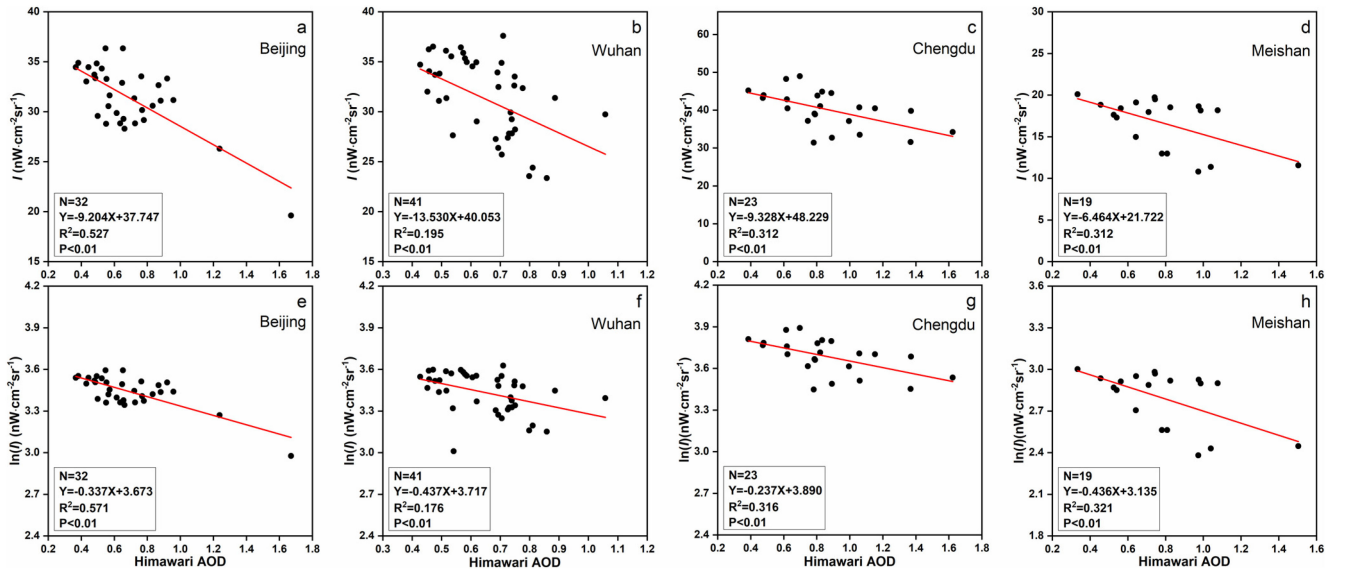 a
Beijing
I (nW·cm⁻²sr⁻¹)
40
35
30
25
20
15
N=32
Y=-9.204X+37.747
R²=0.527
P<0.01
0.2 0.4 0.6 0.8 1.0 1.2 1.4 1.6 1.8
b
Wuhan
I (nW·cm⁻²sr⁻¹)
40
35
30
25
20
15
N=41
Y=-13.530X+40.053
R²=0.195
P<0.01
0.3 0.4 0.5 0.6 0.7 0.8 0.9 1.0 1.1 1.2
c
Chengdu
I (nW·cm⁻²sr⁻¹)
60
50
40
30
20
10
0
N=23
Y=-9.328X+48.229
R²=0.312
P<0.01
0.2 0.4 0.6 0.8 1.0 1.2 1.4 1.6 1.8
d
Meishan
I (nW·cm⁻²sr⁻¹)
30
25
20
15
10
5
0
N=19
Y=-6.464X+21.722
R²=0.312
P<0.01
0.2 0.4 0.6 0.8 1.0 1.2 1.4 1.6
e
Beijing
ln(I) (nW·cm⁻²sr⁻¹)
4.2
3.9
3.6
3.3
3.0
2.7
2.4
N=32
Y=-0.337X+3.673
R²=0.571
P<0.01
0.2 0.4 0.6 0.8 1.0 1.2 1.4 1.6 1.8
Himawari AOD
f
Wuhan
ln(I) (nW·cm⁻²sr⁻¹)
4.2
3.9
3.6
3.3
3.0
2.7
2.4
N=41
Y=-0.437X+3.717
R²=0.176
P<0.01
0.3 0.4 0.5 0.6 0.7 0.8 0.9 1.0 1.1 1.2
Himawari AOD
g
Chengdu
ln(I)(nW·cm⁻²sr⁻¹)
4.2
3.9
3.6
3.3
3.0
2.7
2.4
N=23
Y=-0.237X+3.890
R²=0.316
P<0.01
0.2 0.4 0.6 0.8 1.0 1.2 1.4 1.6 1.8
Himawari AOD
h
Meishan
ln(I)(nW·cm⁻²sr⁻¹)
3.6
3.3
3.0
2.7
2.4
2.1
1.8
N=19
Y=-0.436X+3.135
R²=0.321
P<0.01
0.2 0.4 0.6 0.8 1.0 1.2 1.4 1.6
Himawari AOD